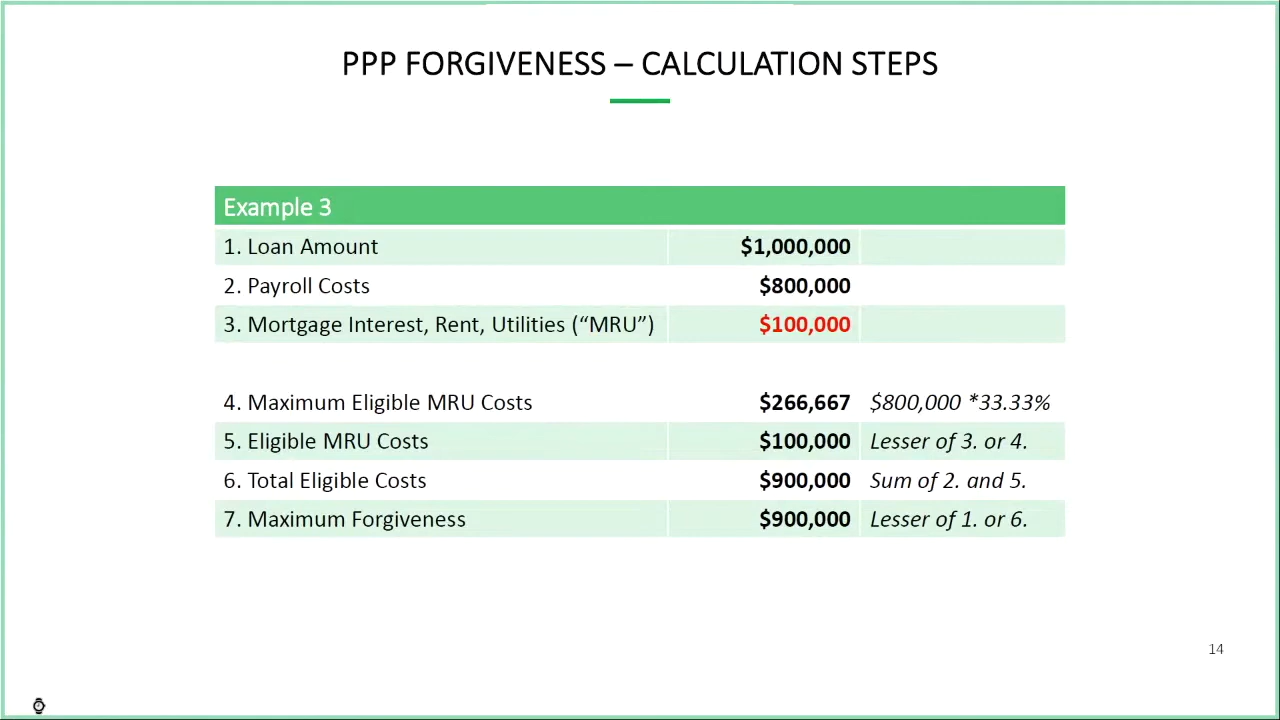 PPP FORGIVENESS – CALCULATION STEPS
Example 3
1. Loan Amount $1,000,000
2. Payroll Costs $800,000
3. Mortgage Interest, Rent, Utilities (“MRU”) $100,000
4. Maximum Eligible MRU Costs $266,667 $800,000 *33.33%
5. Eligible MRU Costs $100,000 Lesser of 3. or 4.
6. Total Eligible Costs $900,000 Sum of 2. and 5.
7. Maximum Forgiveness $900,000 Lesser of 1. or 6.
14